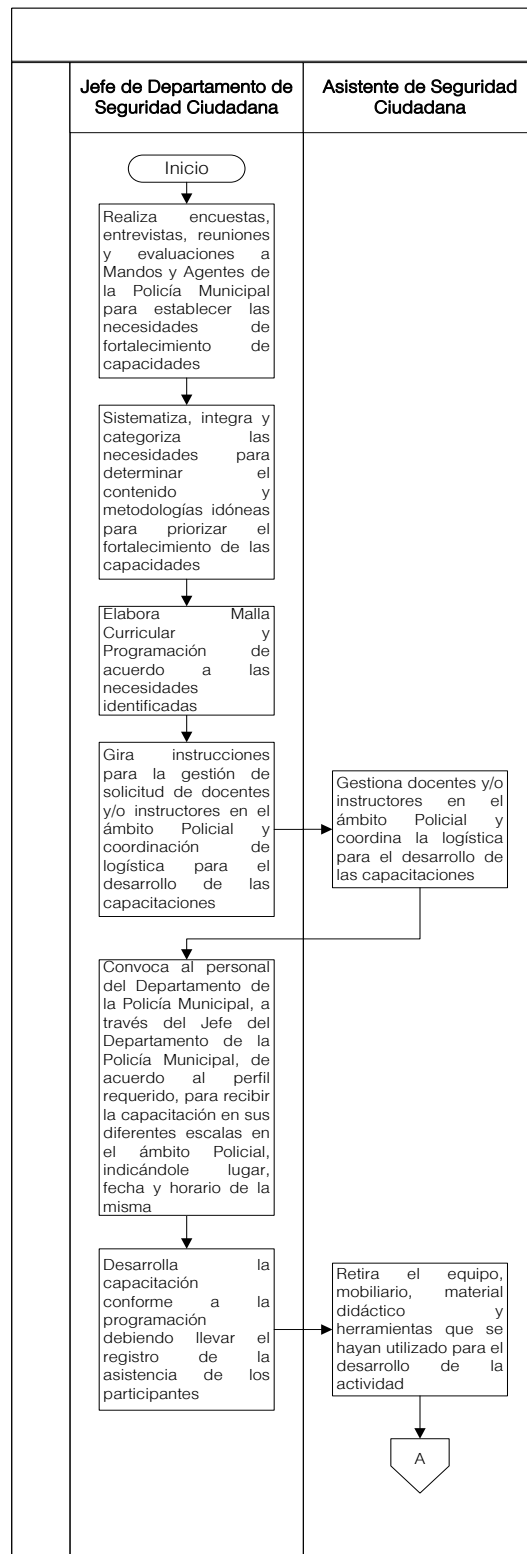 Jefe de Departamento de
Seguridad Ciudadana
Asistente de Seguridad
Ciudadana
Inicio
Realiza encuestas,
entrevistas, reuniones
y evaluaciones a
Mandos y Agentes de
la Policía Municipal
para establecer las
necesidades de
fortalecimiento de
capacidades
Sistematiza, integra y
categoriza las
necesidades para
determinar el
contenido y
metodologías idóneas
para priorizar el
fortalecimiento de las
capacidades
Elabora Malla
Curricular y
Programación de
acuerdo a las
necesidades
identificadas
Gira instrucciones
para la gestión de
solicitud de docentes
y/o instructores en el
ámbito Policial y
coordinación de
logística para el
desarrollo de las
capacitaciones
Gestiona docentes y/o
instructores en el
ámbito Policial y
coordina la logística
para el desarrollo de
las capacitaciones
Convoca al personal
del Departamento de
la Policía Municipal, a
través del Jefe del
Departamento de la
Policía Municipal, de
acuerdo al perfil
requerido, para recibir
la capacitación en sus
diferentes escalas en
el ámbito Policial,
indicándole lugar,
fecha y horario de la
misma
Desarrolla la
capacitación
conforme a la
programación
debiendo llevar el
registro de la
asistencia de los
participantes
Retira el equipo,
mobiliario, material
didáctico y
herramientas que se
hayan utilizado para el
desarrollo de la
actividad
A